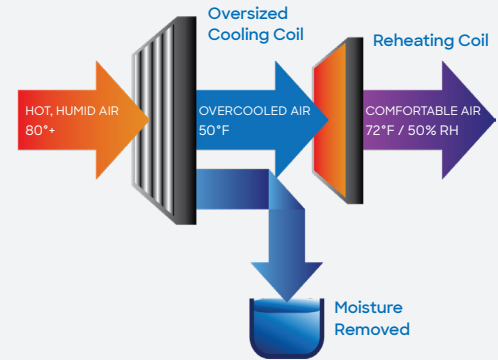 Oversized
Cooling Coil
Reheating Coil
HOT, HUMID AIR
80°+
OVERCOOLED AIR
50°F
COMFORTABLE AIR
72°F / 50% RH
Moisture
Removed